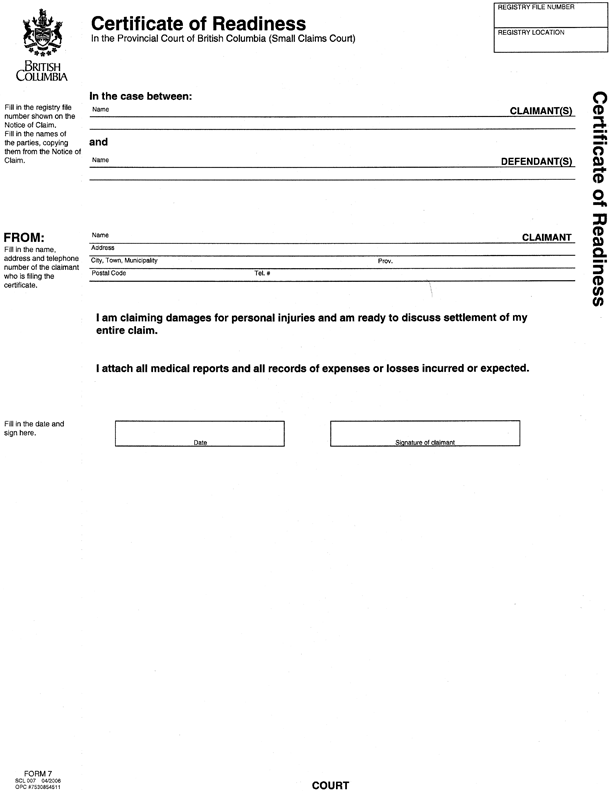 BRITISH
COLUMBIA
Certificate of Readiness
In the Provincial Court of British Columbia (Small Claims Court)
REGISTRY FILE NUMBER
REGISTRY LOCATION
Certificate of Readiness
Fill in the registry file
number shown on the
Notice of Claim.
Fill in the names of
the parties, copying
them from the Notice of
Claim.
In the case between:
Name
CLAIMANT(S)
and
Name
DEFENDANT(S)
FROM:
Fill in the name,
address and telephone
number of the claimant
who is filing the
certificate.
Name
CLAIMANT
Address
City, Town, Municipality
Prov.
Postal Code
Tel. #
I am claiming damages for personal injuries and am ready to discuss settlement of my
entire claim.
I attach all medical reports and all records of expenses or losses incurred or expected.
Fill in the date and
sign here.
Date
Signature of claimant
FORM 7
SCL 007 04/2006
OPC #7530854511
COURT